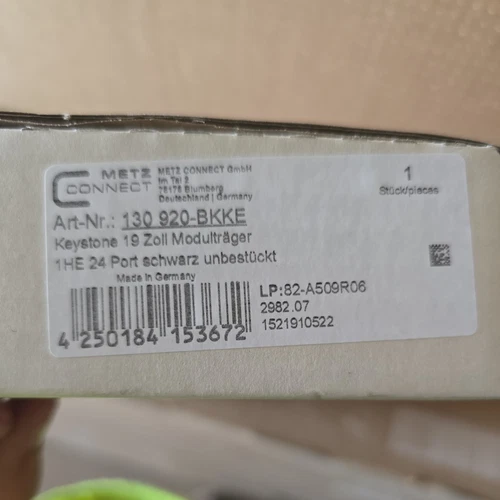 METZ CONNECT
METZ CONNECT GmbH
Im Tal 2
78176 Blumberg
Deutschland | Germany
1
Stück/pieces
Art-Nr.: 130 920-BKKE
Keystone 19 Zoll Modulträger
1HE 24 Port schwarz unbestückt
Made in Germany
4 250184 153672
LP:82-A509R06
2982.07
1521910522